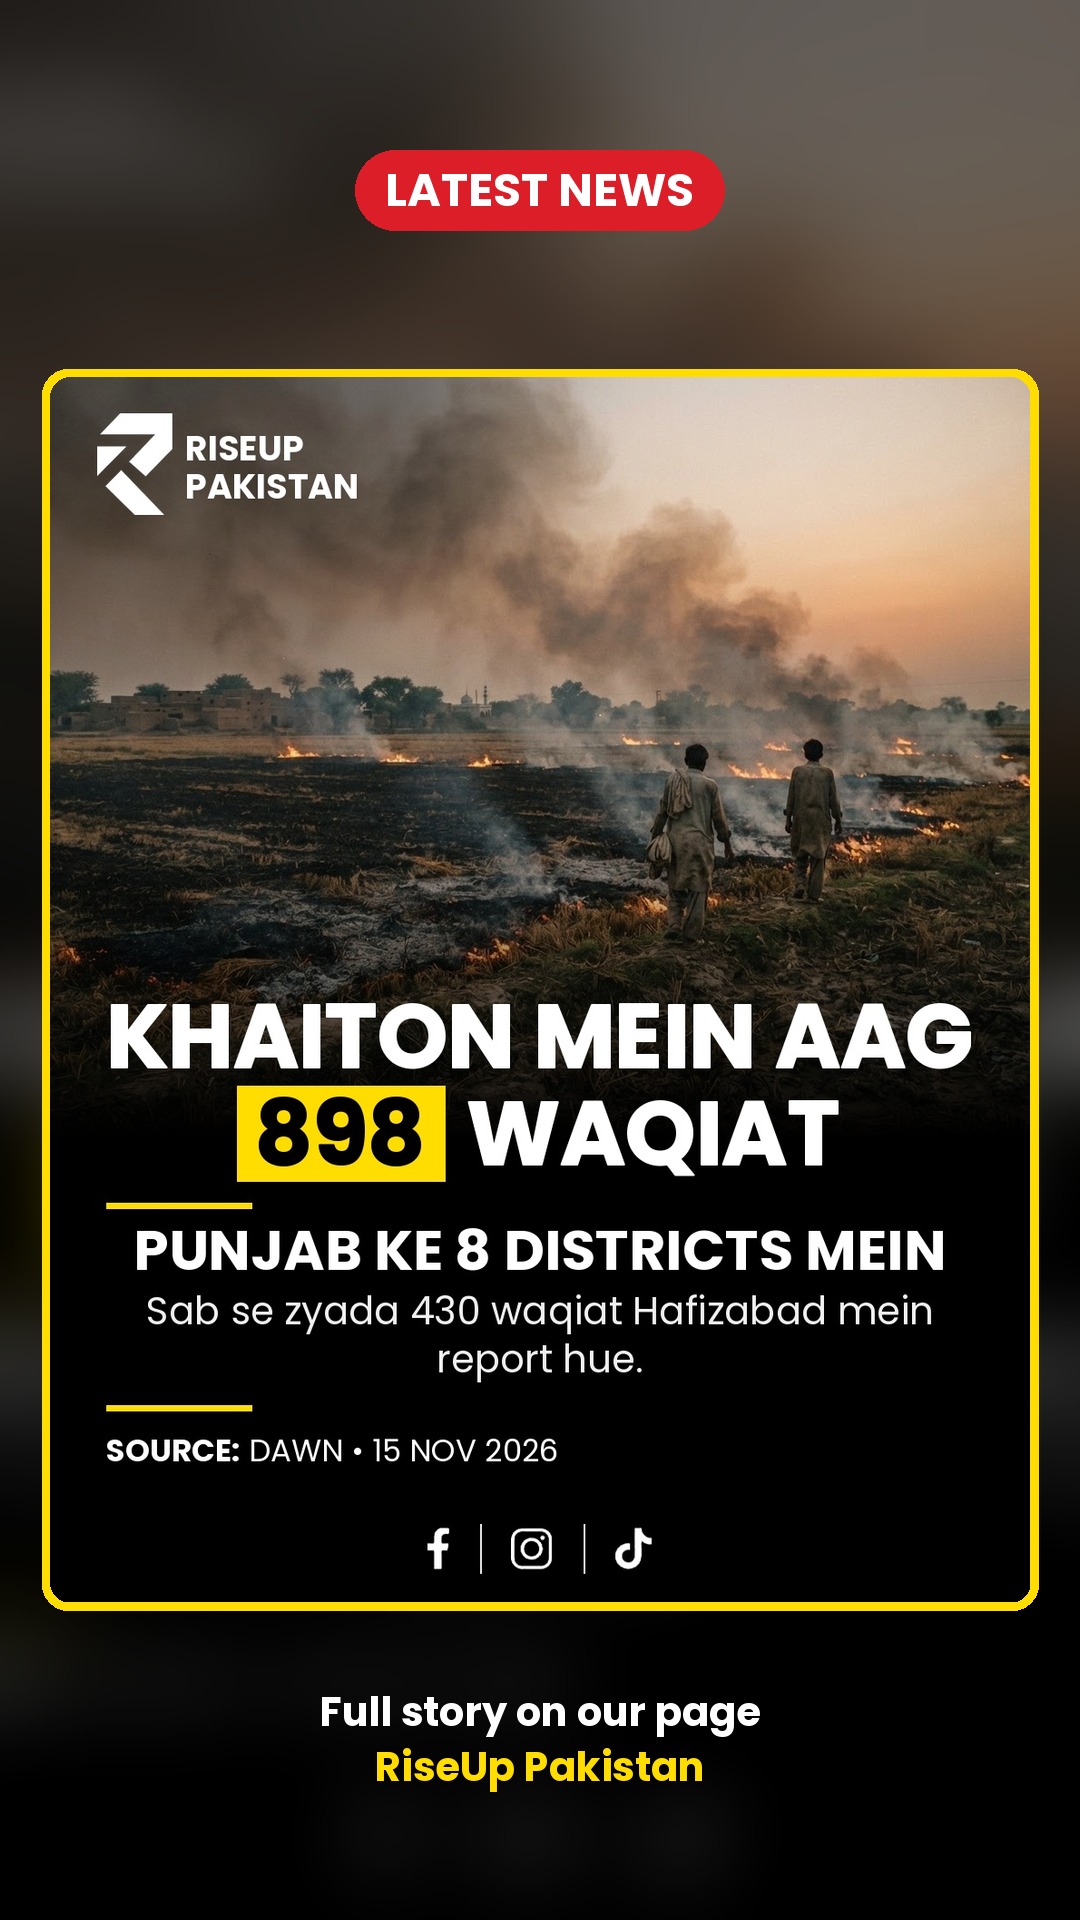 LATEST NEWS
RISEUP
PAKISTAN
KHAITON MEIN AAG
898 WAQIAT
PUNJAB KE 8 DISTRICTS MEIN
Sab se zyada 430 waqiat Hafizabad mein
report hue.
SOURCE: DAWN • 15 NOV 2026
Full story on our page
RiseUp Pakistan